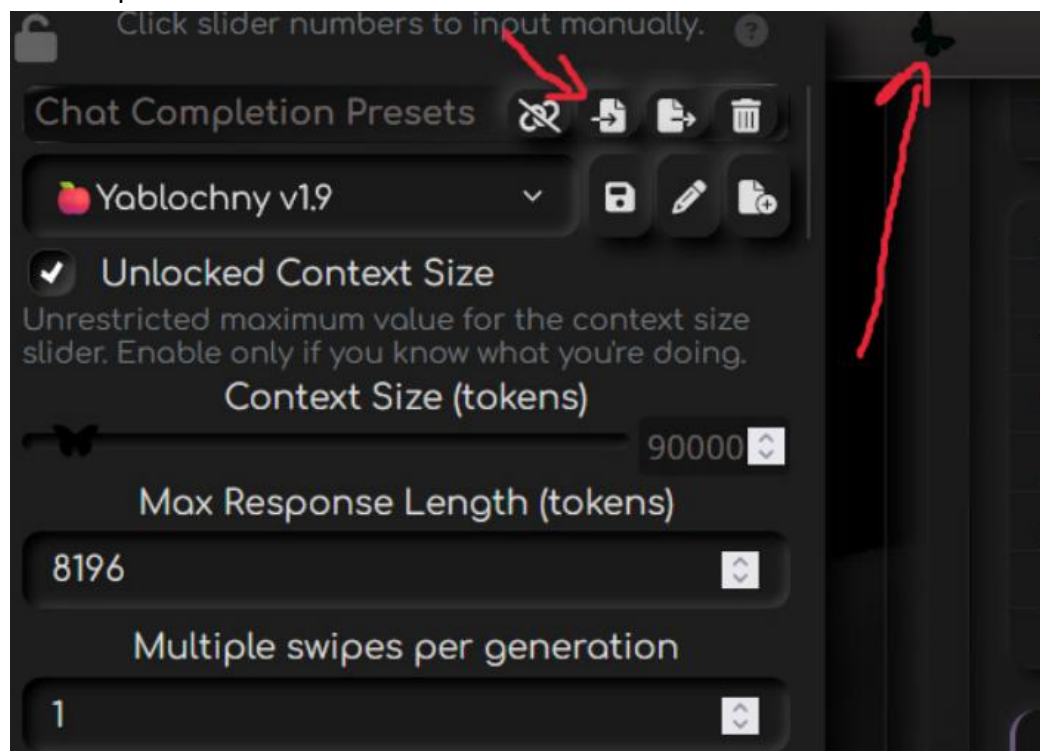 Click slider numbers to input manually. ?
Chat Completion Presets
Yablochny v1.9
Unlocked Context Size
Unrestricted maximum value for the context size
slider. Enable only if you know what you're doing.
Context Size (tokens)
90000
Max Response Length (tokens)
8196
Multiple swipes per generation
1